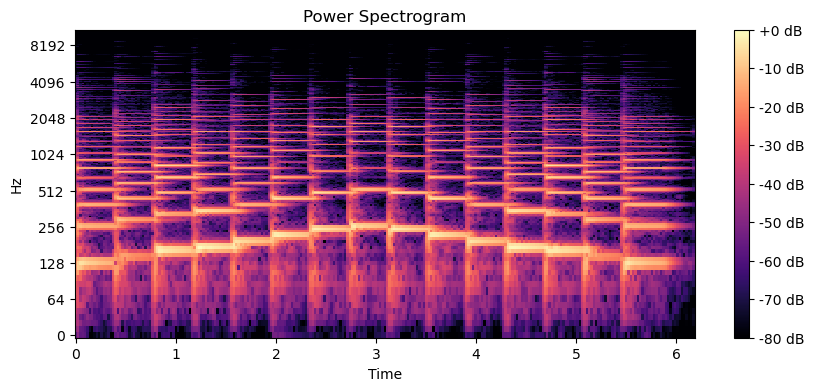 Power Spectrogram
Hz
8192
4096
2048
1024
512
256
128
64
0
0
1
2
3
4
5
6
Time
+0 dB
-10 dB
-20 dB
-30 dB
-40 dB
-50 dB
-60 dB
-70 dB
-80 dB